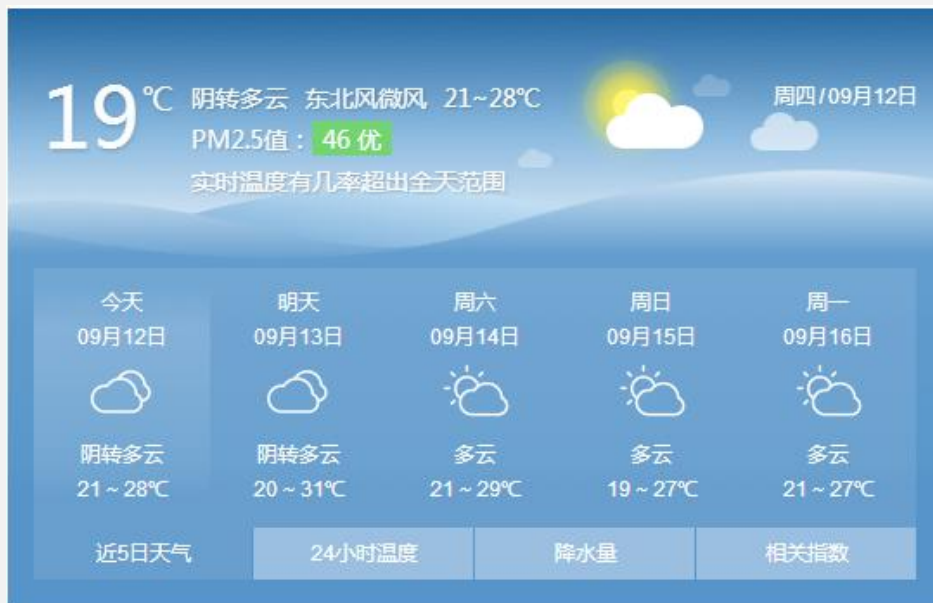 19℃ 阴转多云 东北风微风 21~28℃ 周四/09月12日
PM2.5值：46 优
实时温度有几率超出全天范围
今天 明天 周六 周日 周一
09月12日 09月13日 09月14日 09月15日 09月16日
阴转多云 阴转多云 多云 多云 多云
21 ~ 28℃ 20 ~ 31℃ 21 ~ 29℃ 19 ~ 27℃ 21 ~ 27℃
近5日天气 24小时温度 降水量 相关指数